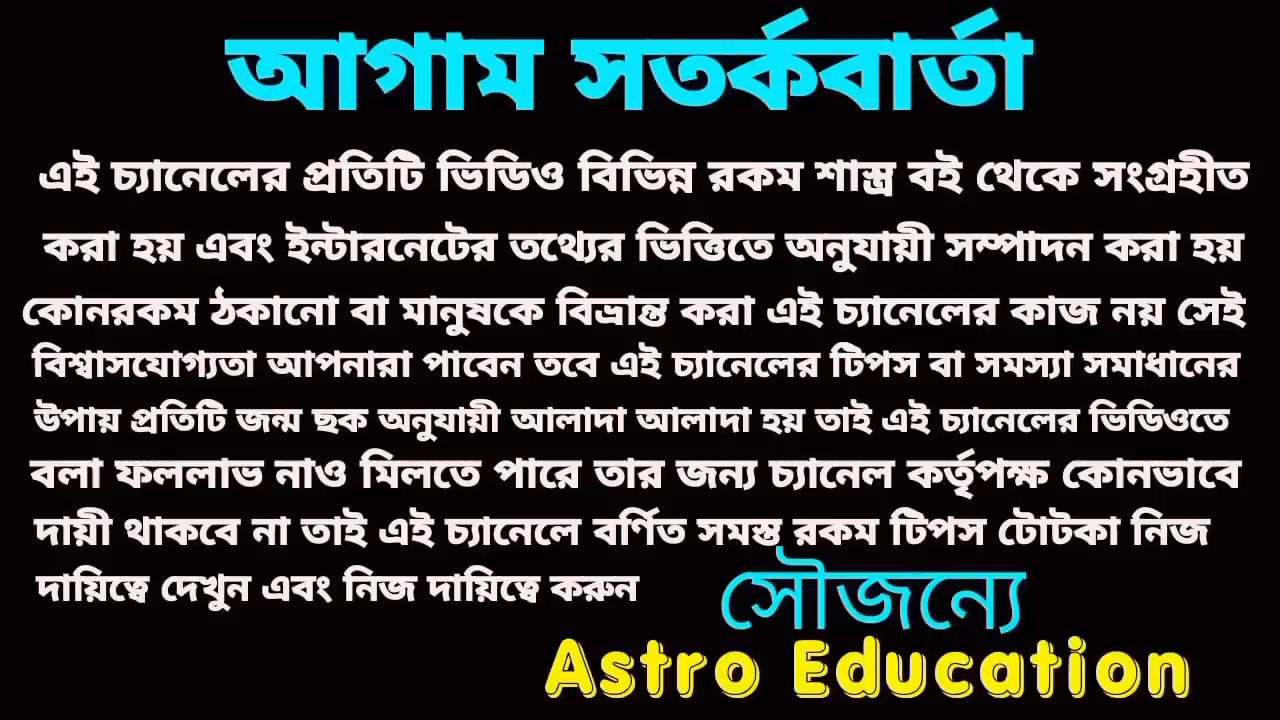 আগাম সতর্কবার্তা
এই চ্যানেলের প্রতিটি ভিডিও বিভিন্ন রকম শাস্ত্র বই থেকে সংগ্রহীত
করা হয় এবং ইন্টারনেটের তথ্যের ভিত্তিতে অনুযায়ী সম্পাদন করা হয়
কোনরকম ঠকানো বা মানুষকে বিভ্রান্ত করা এই চ্যানেলের কাজ নয় সেই
বিশ্বাসযোগ্যতা আপনারা পাবেন তবে এই চ্যানেলের টিপস বা সমস্যা সমাধানের
উপায় প্রতিটি জন্ম ছক অনুযায়ী আলাদা আলাদা হয় তাই এই চ্যানেলের ভিডিওতে
বলা ফললাভ নাও মিলতে পারে তার জন্য চ্যানেল কর্তৃপক্ষ কোনভাবে
দায়ী থাকবে না তাই এই চ্যানেলে বর্ণিত সমস্ত রকম টিপস টোটকা নিজ
দায়িত্বে দেখুন এবং নিজ দায়িত্বে করুন
সৌজন্যে
Astro Education